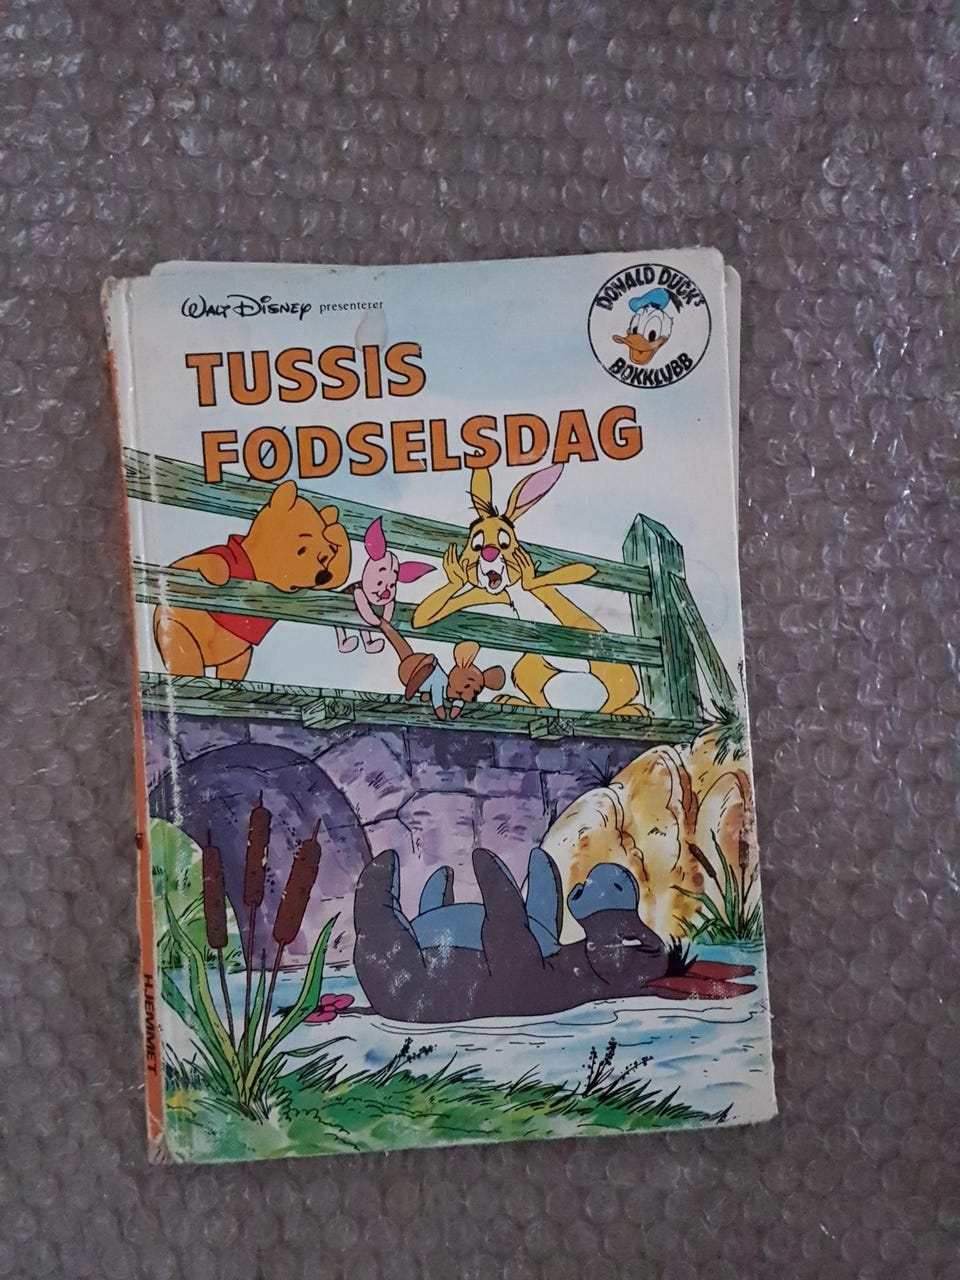 WALT DISNEY presenterer
DONALD DUCK's
BOKKLUBB
TUSSIS
FØDSELSDAG
HJEMMET